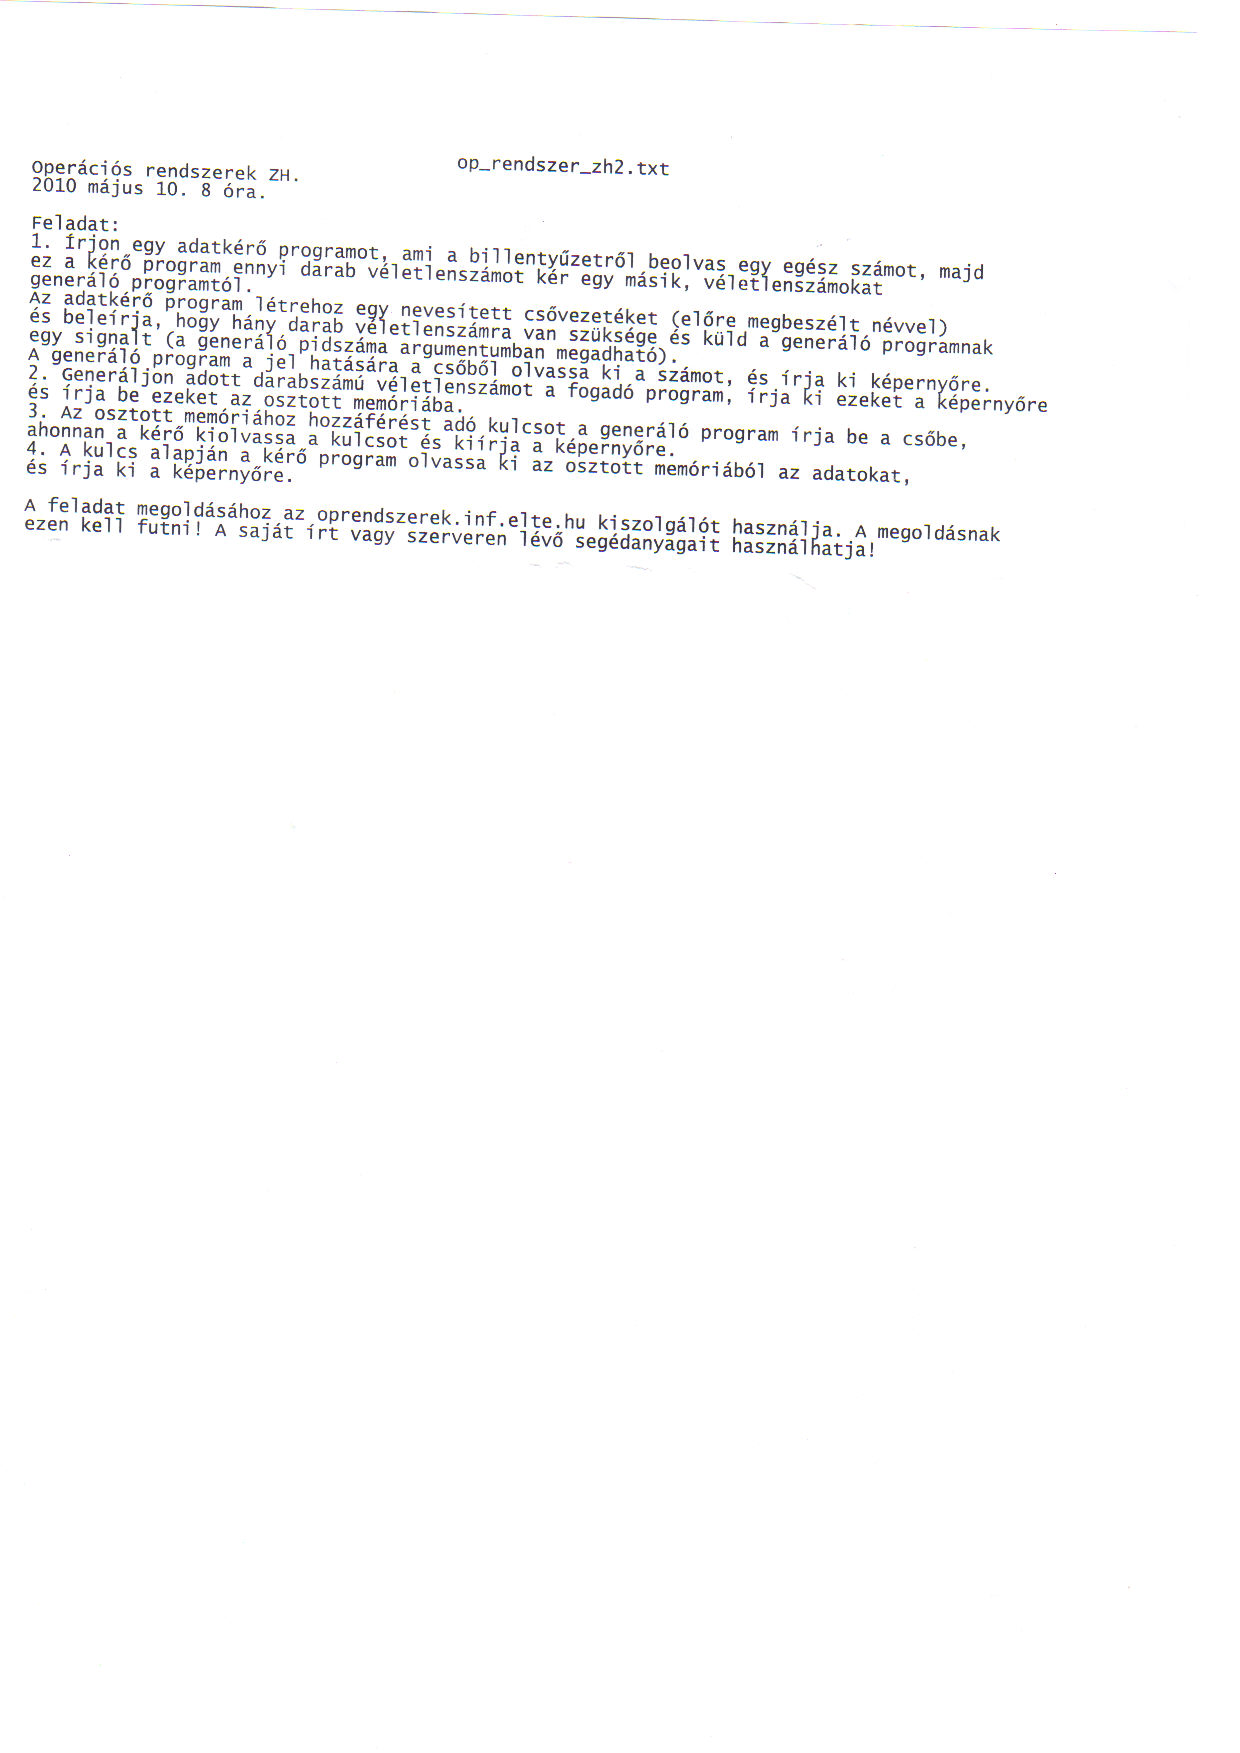 op_rendszer_zh2.txt
Operációs rendszerek ZH.
2010 május 10. 8 óra.
Feladat:
1. Írjon egy adatkérő programot, ami a billentyűzetről beolvas egy egész számot, majd
ez a kérő program ennyi darab véletlenszámot kér egy másik, véletlenszámokat
generáló programtól.
Az adatkérő program létrehoz egy nevesített csővezetéket (előre megbeszélt névvel)
és beleírja, hogy hány darab véletlenszámra van szüksége és küld a generáló programnak
egy signalt (a generáló pidszáma argumentumban megadható).
A generáló program a jel hatására a csőből olvassa ki a számot, és írja ki képernyőre.
2. Generáljon adott darabszámú véletlenszámot a fogadó program, írja ki ezeket a képernyőre
és írja be ezeket az osztott memóriába.
3. Az osztott memóriához hozzáférést adó kulcsot a generáló program írja be a csőbe,
ahonnan a kérő kiolvassa a kulcsot és kiírja a képernyőre.
4. A kulcs alapján a kérő program olvassa ki az osztott memóriából az adatokat,
és írja ki a képernyőre.
A feladat megoldásához az oprendszerek.inf.elte.hu kiszolgálót használja. A megoldásnak
ezen kell futni! A saját írt vagy szerveren lévő segédanyagait használhatja!